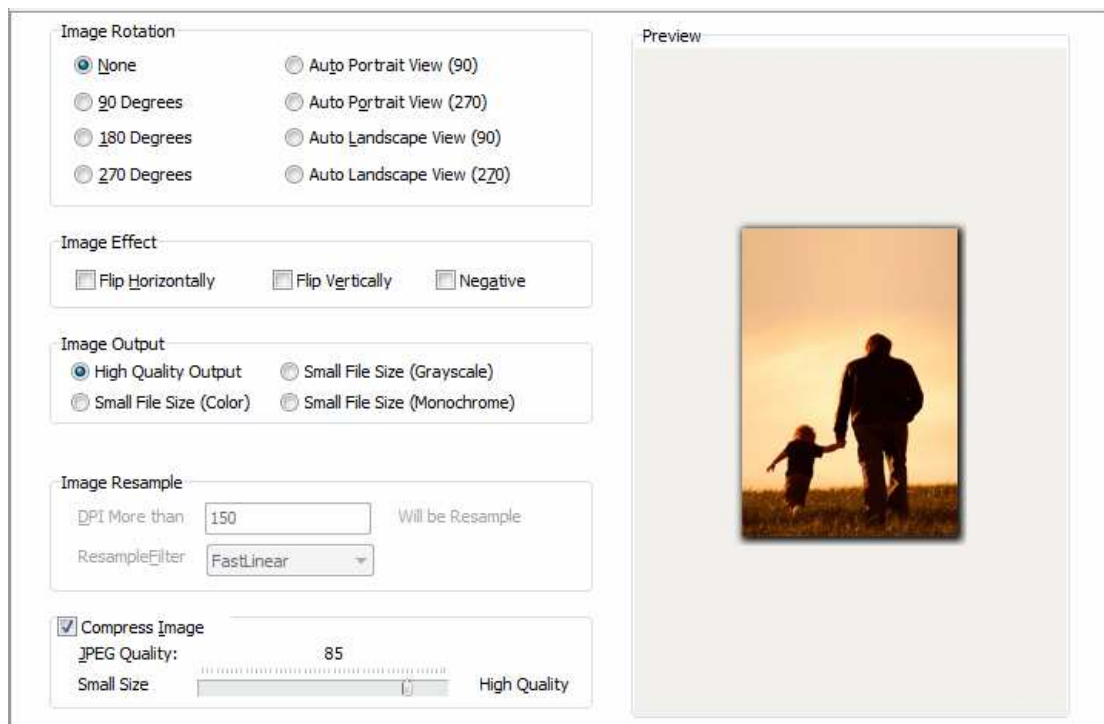 Image Rotation
None
Auto Portrait View (90)
90 Degrees
Auto Portrait View (270)
180 Degrees
Auto Landscape View (90)
270 Degrees
Auto Landscape View (270)
Image Effect
Flip Horizontally
Flip Vertically
Negative
Image Output
High Quality Output
Small File Size (Grayscale)
Small File Size (Color)
Small File Size (Monochrome)
Image Resample
DPI More than
150
Will be Resample
ResampleFilter
FastLinear
Compress Image
JPEG Quality:
85
Small Size
High Quality
Preview